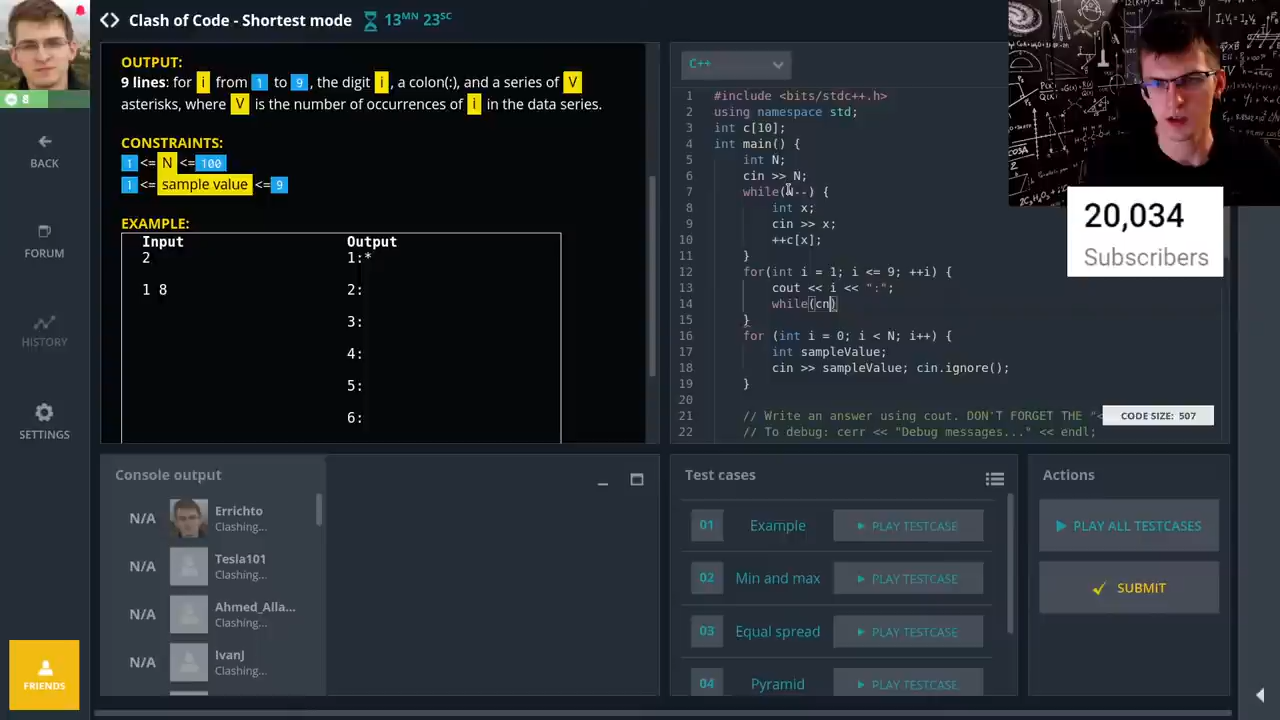 Clash of Code - Shortest mode
13MN 23SC
8
BACK
FORUM
HISTORY
SETTINGS
FRIENDS
OUTPUT:
9 lines: for i from 1 to 9, the digit i, a colon(:), and a series of V
asterisks, where V is the number of occurrences of i in the data series.
CONSTRAINTS:
1 <= N <=100
1 <= sample value <=9
EXAMPLE:
Input Output
2 1:*
1 8 2:
3:
4:
5:
6:
C++
1 #include <bits/stdc++.h>
2 using namespace std;
3 int c[10];
4 int main() {
5 int N;
6 cin >> N;
7 while(N--) {
8 int x;
9 cin >> x;
10 ++c[x];
11 }
12 for(int i = 1; i <= 9; ++i) {
13 cout << i << ":";
14 while(cn)
15 }
16 for (int i = 0; i < N; i++) {
17 int sampleValue;
18 cin >> sampleValue; cin.ignore();
19 }
20
21 // Write an answer using cout. DON'T FORGET THE "<
22 // To debug: cerr << "Debug messages..." << endl;
CODE SIZE: 507
20,034
Subscribers
Console output
N/A Errichto
Clashing...
N/A Tesla101
Clashing...
N/A Ahmed_Alla...
Clashing...
N/A IvanJ
Clashing...
Test cases
01 Example PLAY TESTCASE
02 Min and max PLAY TESTCASE
03 Equal spread PLAY TESTCASE
04 Pyramid PLAY TESTCASE
Actions
PLAY ALL TESTCASES
SUBMIT